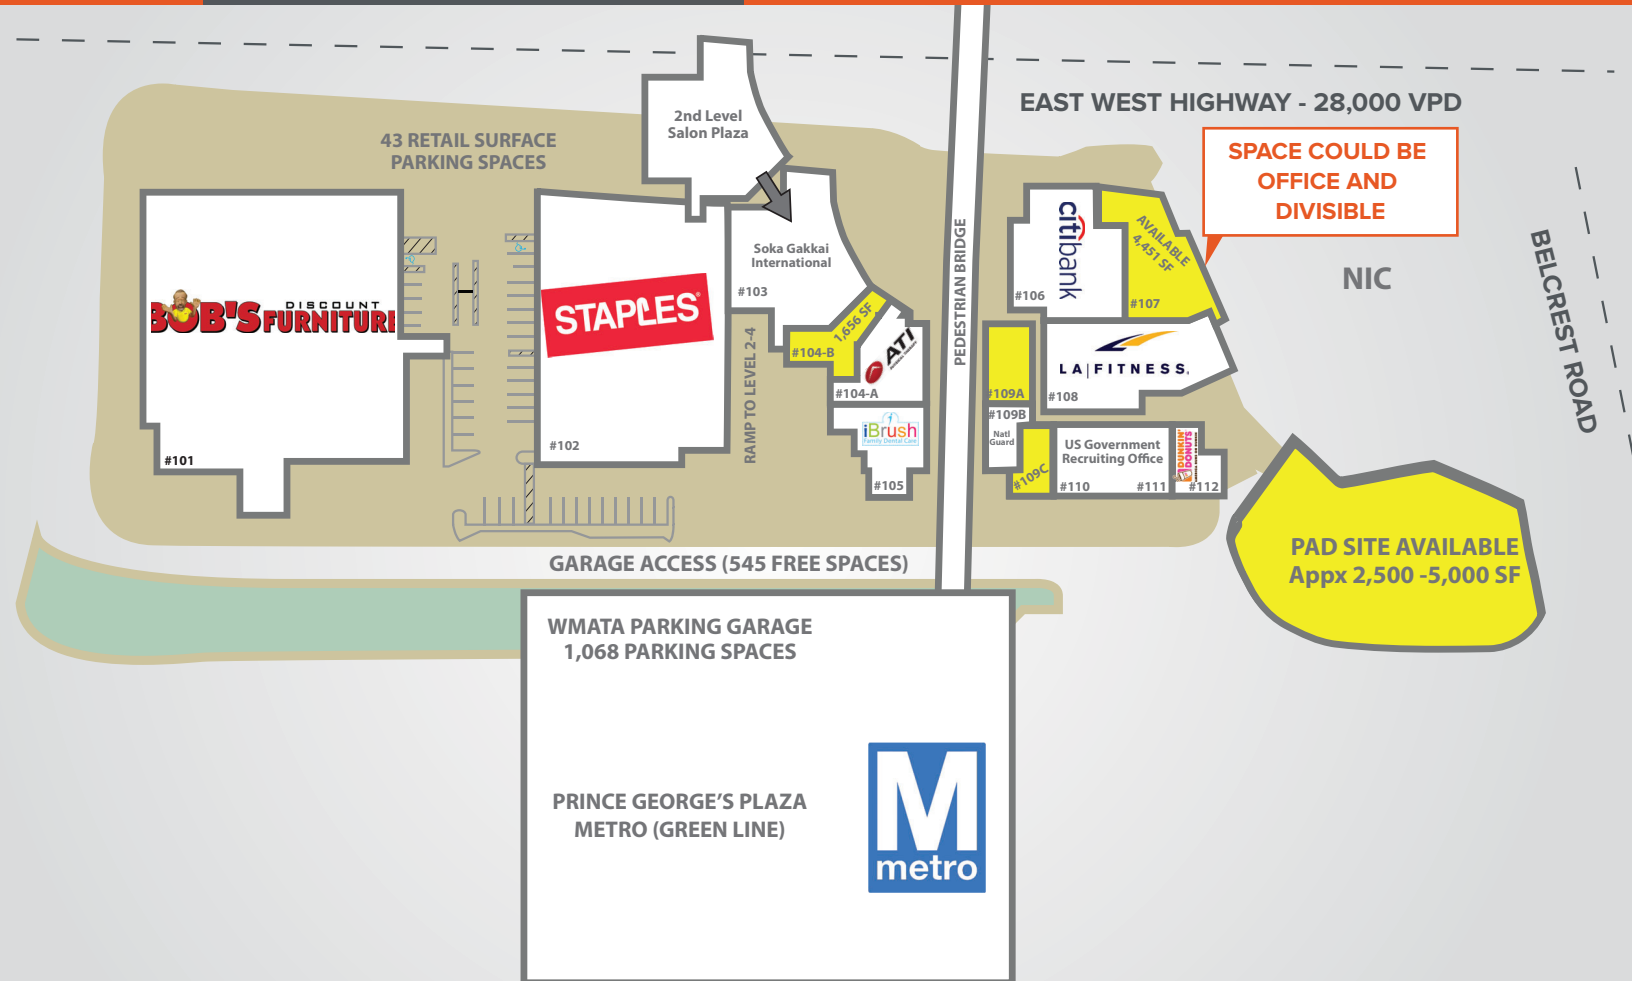 EAST WEST HIGHWAY - 28,000 VPD
2nd Level
Salon Plaza
43 RETAIL SURFACE
PARKING SPACES
SPACE COULD BE
OFFICE AND
DIVISIBLE
BELCREST ROAD
NIC
BOB'S DISCOUNT FURNITURE
#101
STAPLES
#102
Soka Gakkai
International
#103
RAMP TO LEVEL 2-4
1,656 SF
#104-B
ATI
#104-A
iBrush
Family Dental Care
#105
PEDESTRIAN BRIDGE
citibank
#106
AVAILABLE
4,451 SF
#107
LA|FITNESS.
#108
#109A
#109B
Natl
Guard
#109C
US Government
Recruiting Office
#110
#111
DUNKIN'
DONUTS
#112
PAD SITE AVAILABLE
Appx 2,500 -5,000 SF
GARAGE ACCESS (545 FREE SPACES)
WMATA PARKING GARAGE
1,068 PARKING SPACES
PRINCE GEORGE'S PLAZA
METRO (GREEN LINE)
M
metro